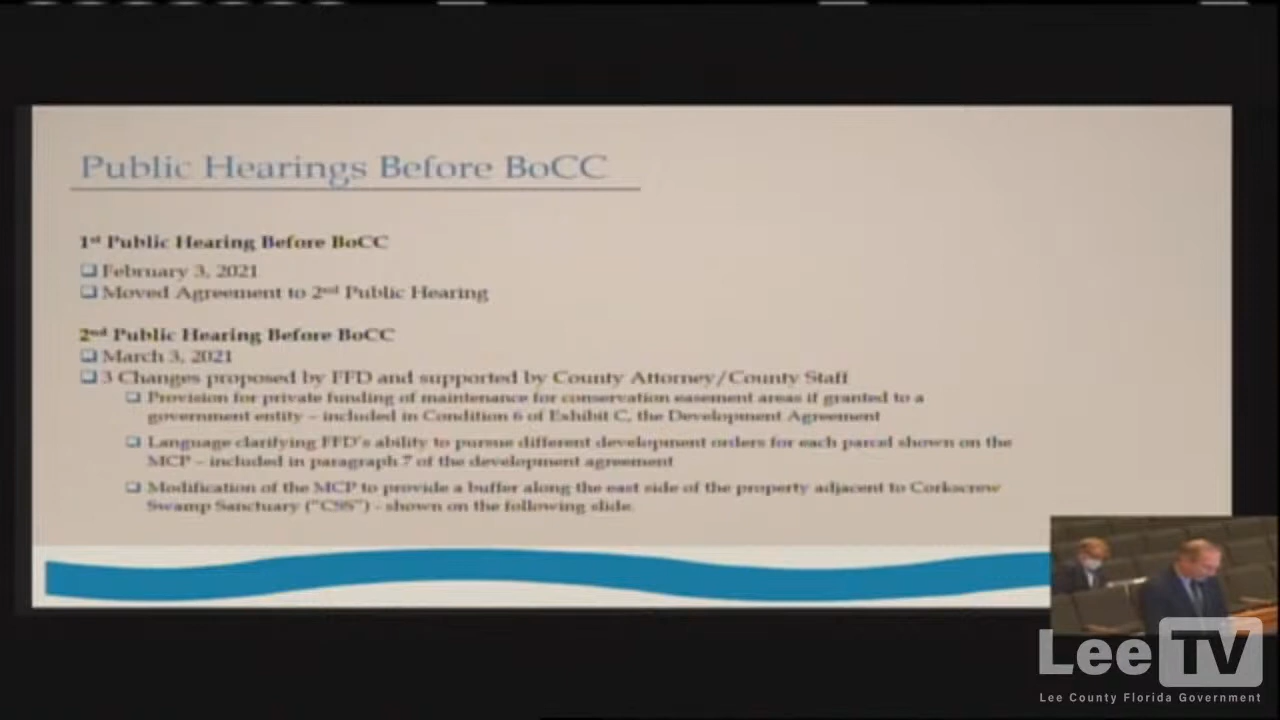 Public Hearings Before BoCC
1st Public Hearing Before BoCC
February 3, 2021
Moved Agreement to 2nd Public Hearing
2nd Public Hearing Before BoCC
March 3, 2021
3 Changes proposed by FFD and supported by County Attorney/County Staff
Provision for private funding of maintenance for conservation easement areas if granted to a
government entity – included in Condition 6 of Exhibit C, the Development Agreement
Language clarifying FFD's ability to pursue different development orders for each parcel shown on the
MCP – included in paragraph 7 of the development agreement
Modification of the MCP to provide a buffer along the east side of the property adjacent to Corkscrew
Swamp Sanctuary ("CSS") - shown on the following slide.
LeeTV
Lee County Florida Government